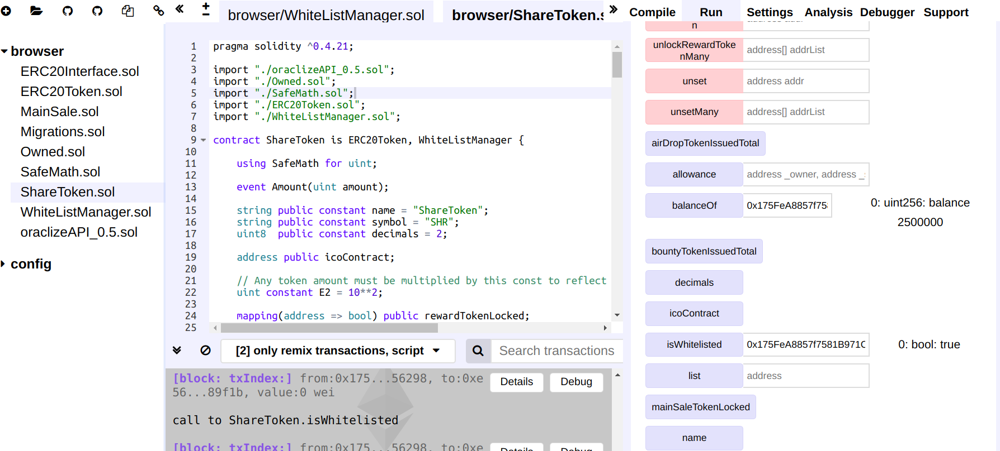 browser/WhiteListManager.sol
browser/ShareToken.s
Compile
Run
Settings
Analysis
Debugger
Support
browser
ERC20Interface.sol
ERC20Token.sol
MainSale.sol
Migrations.sol
Owned.sol
SafeMath.sol
ShareToken.sol
WhiteListManager.sol
oraclizeAPI_0.5.sol
config
1 pragma solidity ^0.4.21;
2
3 import "./oraclizeAPI_0.5.sol";
4 import "./Owned.sol";
5 import "./SafeMath.sol";
6 import "./ERC20Token.sol";
7 import "./WhiteListManager.sol";
8
9 contract ShareToken is ERC20Token, WhiteListManager {
10
11 using SafeMath for uint;
12
13 event Amount(uint amount);
14
15 string public constant name = "ShareToken";
16 string public constant symbol = "SHR";
17 uint8  public constant decimals = 2;
18
19 address public icoContract;
20
21 // Any token amount must be multiplied by this const to reflect
22 uint constant E2 = 10**2;
23
24 mapping(address => bool) public rewardTokenLocked;
25
[2] only remix transactions, script
Search transactions
[block: txIndex:] from:0x175...56298, to:0xe
56...89f1b, value:0 wei
Details
Debug
call to ShareToken.isWhitelisted
[block: txIndex:] from:0x175...56298, to:0xe
Details
Debug
n
address addr
unlockRewardToke
nMany
address[] addrList
unset
address addr
unsetMany
address[] addrList
airDropTokenIssuedTotal
allowance
address _owner, address _
balanceOf
0x175FeA8857f75
0: uint256: balance
2500000
bountyTokenIssuedTotal
decimals
icoContract
isWhitelisted
0x175FeA8857f7581B971C
0: bool: true
list
address
mainSaleTokenLocked
name